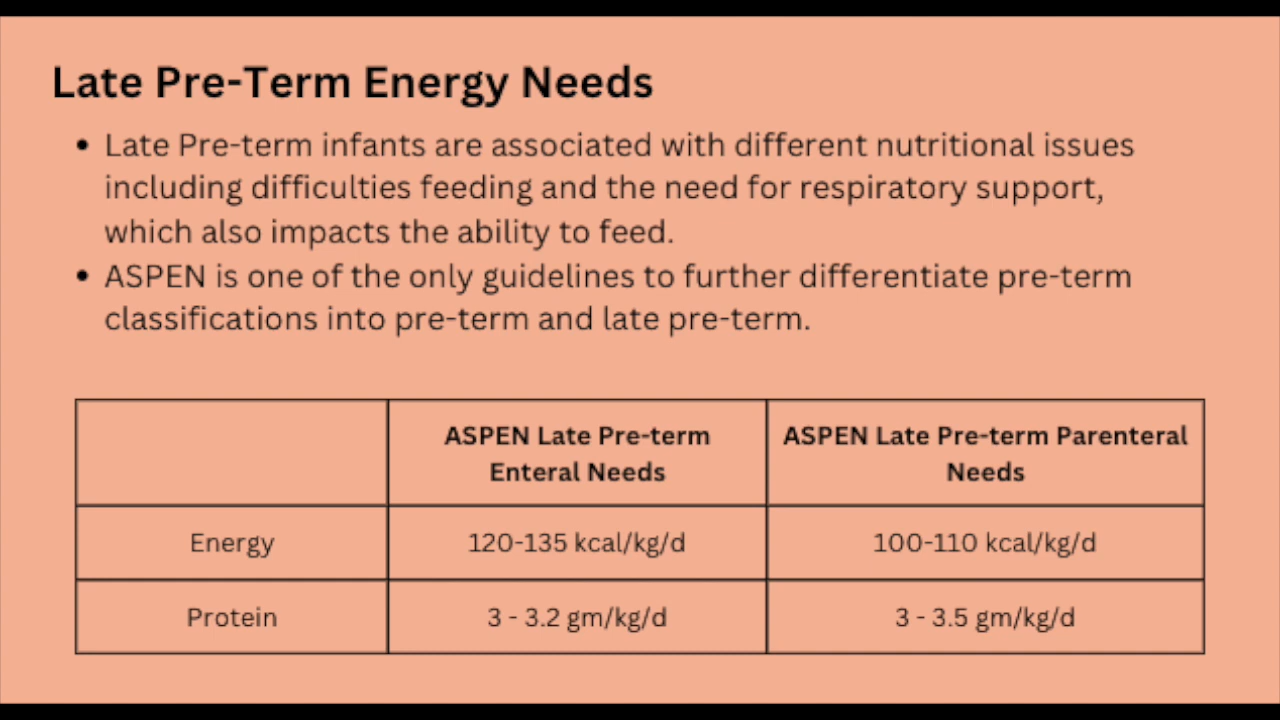 Late Pre-Term Energy Needs
• Late Pre-term infants are associated with different nutritional issues
including difficulties feeding and the need for respiratory support,
which also impacts the ability to feed.
• ASPEN is one of the only guidelines to further differentiate pre-term
classifications into pre-term and late pre-term.
ASPEN Late Pre-term
Enteral Needs
ASPEN Late Pre-term Parenteral
Needs
Energy
120-135 kcal/kg/d
100-110 kcal/kg/d
Protein
3 - 3.2 gm/kg/d
3 - 3.5 gm/kg/d